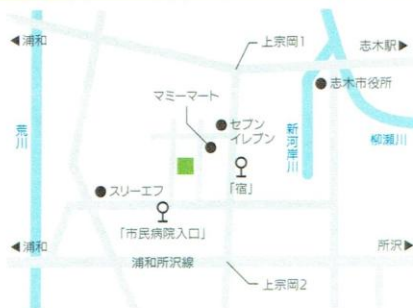 ◀浦和
上宗岡1
志木駅▶
マミーマート
志木市役所
セブン
イレブン
荒川
新河岸川
柳瀬川
「宿」
スリーエフ
「市民病院入口」
◀浦和
所沢▶
浦和所沢線
上宗岡2